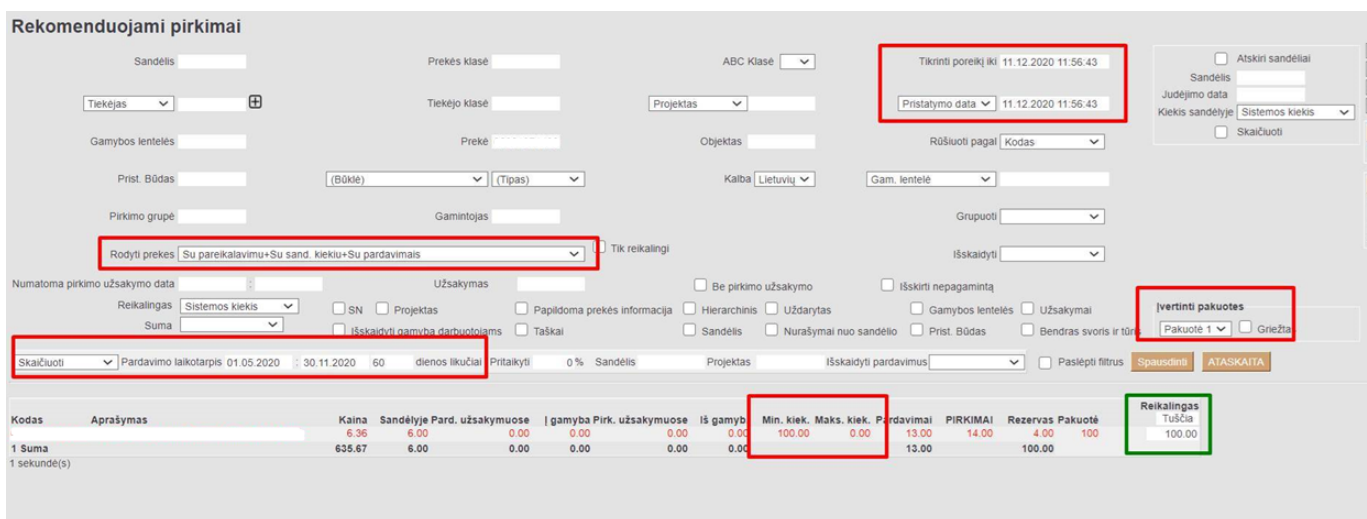 Rekomenduojami pirkimai
Sandėlis Prekės klasė ABC Klasė Tikrinti poreikį iki 11.12.2020 11:56:43 Atskiri sandėliai
Sandėlis
Judėjimo data
Tiekėjas Tiekėjo klasė Projektas Pristatymo data 11.12.2020 11:56:43
Kiekis sandėlyje Sistemos kiekis
Skaičiuoti
Gamybos lentelės Prekė Objektas Rūšiuoti pagal Kodas
Prist. Būdas (Būklė) (Tipas) Kalba Lietuvių Gam. lentelė
Pirkimo grupė Gamintojas Grupuoti
Rodyti prekes Su pareikalavimu+Su sand. kiekiu+Su pardavimais Tik reikalingi Išskaidyti
Numatoma pirkimo užsakymo data : Užsakymas Be pirkimo užsakymo Išskirti nepagamintą
Reikalingas Sistemos kiekis SN Projektas Papildoma prekės informacija Hierarchinis Uždarytas Gamybos lentelės Užsakymai Įvertinti pakuotes
Suma Išskaidyti gamyba darbuotojams Taškai Sandėlis Nurašymai nuo sandėlio Prist. Būdas Bendras svoris ir tūris Pakuotė 1 Griežtas
Skaičiuoti Pardavimo laikotarpis 01.05.2020 : 30.11.2020 60 dienos likučiai Pritaikyti 0 % Sandėlis Projektas Išskaidyti pardavimus Paslėpti filtrus Spausdinti ATASKAITA
Reikalingas
Kodas Aprašymas Kaina Sandėlyje Pard. užsakymuose Į gamyba Pirk. užsakymuose Iš gamyb Min. kiek. Maks. kiek. Pardavimai PIRKIMAI Rezervas Pakuotė Tuščia
6.36 6.00 0.00 0.00 0.00 0.00 100.00 0.00 13.00 14.00 4.00 100 100.00
1 Suma 635.67 6.00 0.00 0.00 0.00 0.00 13.00 100.00
1 sekundė(s)